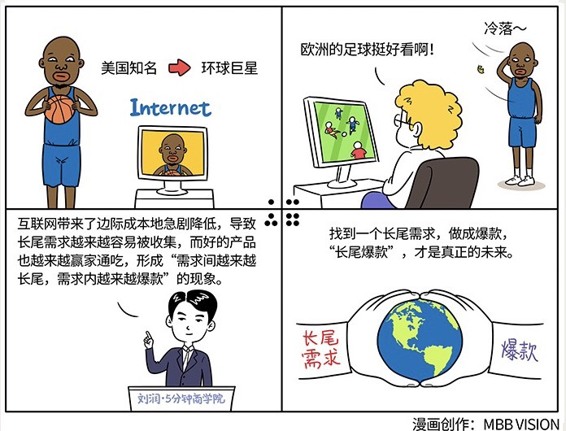 美国知名
环球巨星
Internet
冷落～
欧洲的足球挺好看啊！
互联网带来了边际成本地急剧降低，导致
长尾需求越来越容易被收集，而好的产品
也越来越赢家通吃，形成“需求间越来越
长尾，需求内越来越爆款”的现象。
刘润·5分钟商学院
找到一个长尾需求，做成爆款，
“长尾爆款”，才是真正的未来。
长尾
需求
爆款
漫画创作：MBB VISION